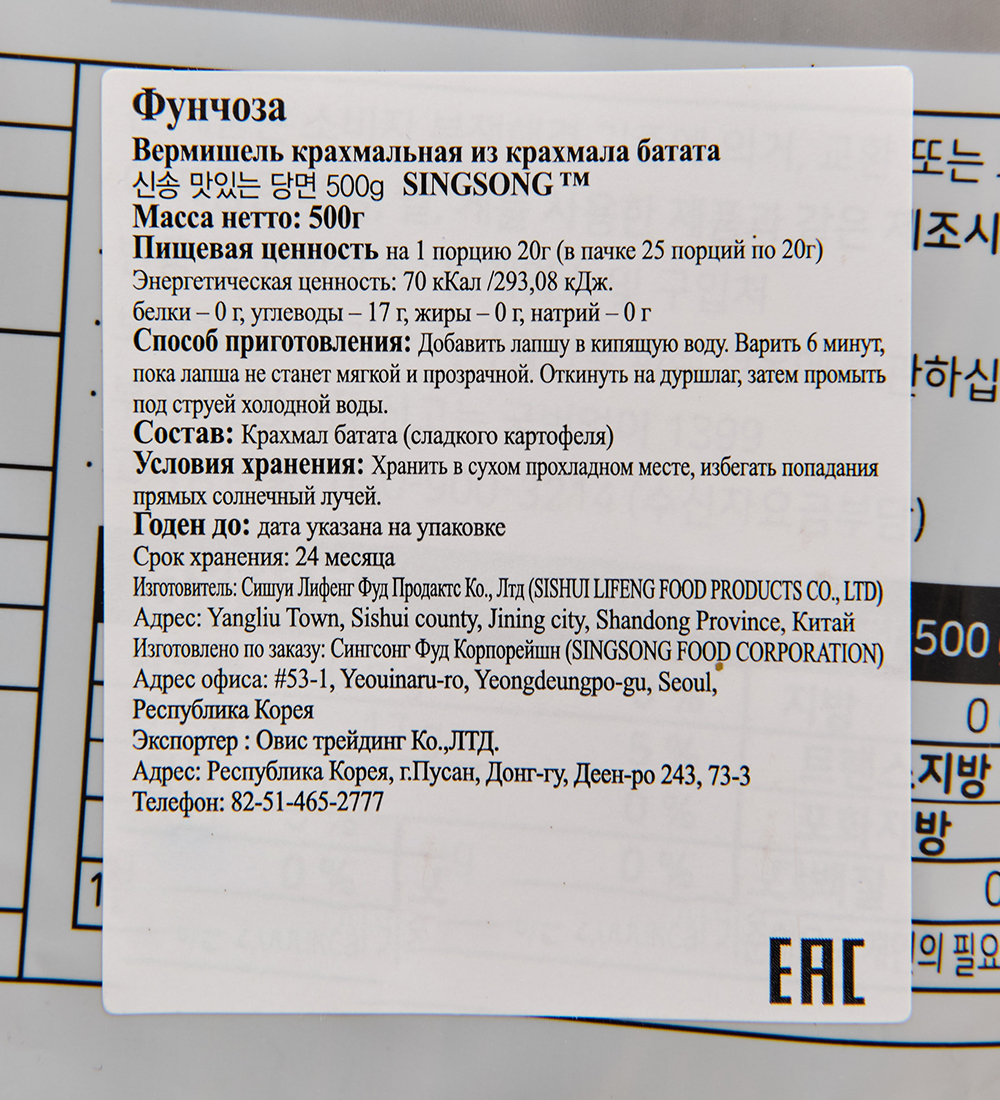 Фунчоза
Вермишель крахмальная из крахмала батата
신송 맛있는 당면 500g SINGSONG ™
Масса нетто: 500г
Пищевая ценность на 1 порцию 20г (в пачке 25 порций по 20г)
Энергетическая ценность: 70 кКал /293,08 кДж.
белки – 0 г, углеводы – 17 г, жиры – 0 г, натрий – 0 г
Способ приготовления: Добавить лапшу в кипящую воду. Варить 6 минут,
пока лапша не станет мягкой и прозрачной. Откинуть на дуршлаг, затем промыть
под струей холодной воды.
Состав: Крахмал батата (сладкого картофеля)
Условия хранения: Хранить в сухом прохладном месте, избегать попадания
прямых солнечный лучей.
Годен до: дата указана на упаковке
Срок хранения: 24 месяца
Изготовитель: Сишуи Лифенг Фуд Продактс Ко., Лтд (SISHUI LIFENG FOOD PRODUCTS CO., LTD)
Адрес: Yangliu Town, Sishui county, Jining city, Shandong Province, Китай
Изготовлено по заказу: Сингсонг Фуд Корпорейшн (SINGSONG FOOD CORPORATION)
Адрес офиса: #53-1, Yeouinaru-ro, Yeongdeungpo-gu, Seoul,
Республика Корея
Экспортер : Овис трейдинг Ко.,ЛТД.
Адрес: Республика Корея, г.Пусан, Донг-гу, Деен-ро 243, 73-3
Телефон: 82-51-465-2777
EAC
또는
제조시
하십
500
0
지방
방
의 필요